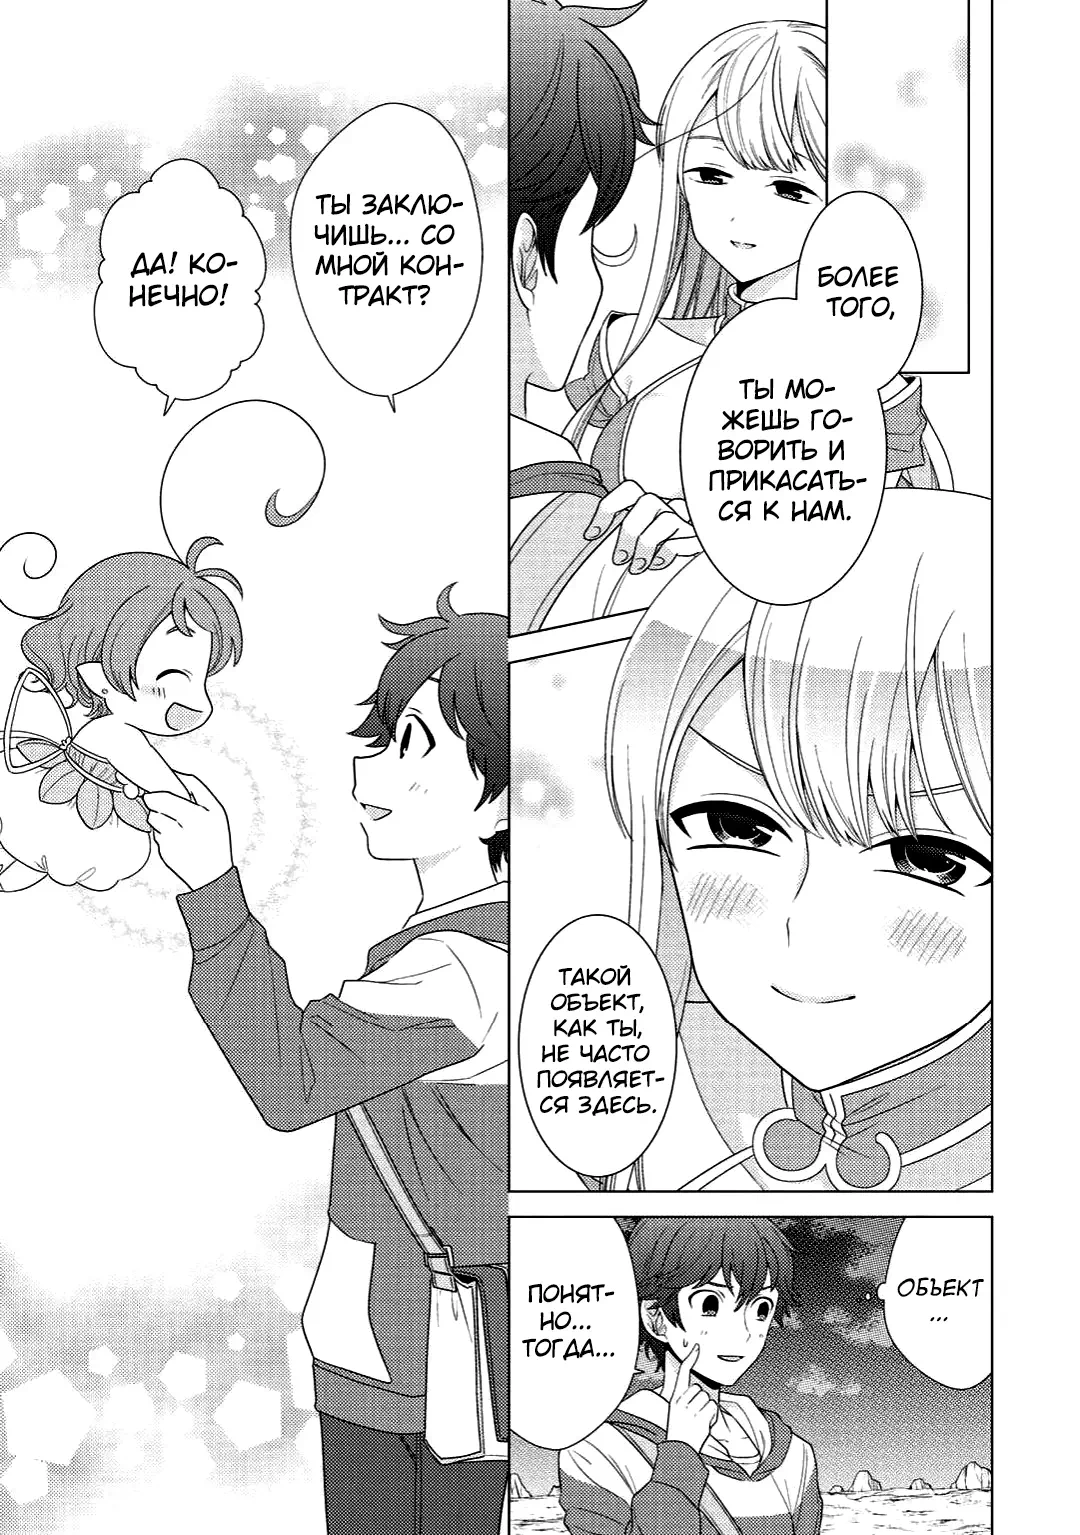 БОЛЕЕ
ТОГО,
ТЫ МО-
ЖЕШЬ ГО-
ВОРИТЬ И
ПРИКАСАТЬ-
СЯ К НАМ.
ТАКОЙ
ОБЪЕКТ,
КАК ТЫ,
НЕ ЧАСТО
ПОЯВЛЯЕТ-
СЯ ЗДЕСЬ.
ОБЪЕКТ
...
ПОНЯТ-
НО...
ТОГДА...
ТЫ ЗАКЛЮ-
ЧИШЬ... СО
МНОЙ КОН-
ТРАКТ?
ДА! КО-
НЕЧНО!